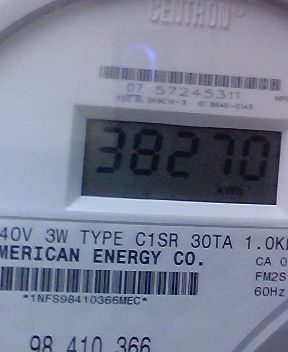 CENTRON®
07 57245311
38270
kWh
40V 3W TYPE C1SR 30TA 1.0K
MERICAN ENERGY CO.
CA 0
FM2S
60Hz
*1NFS98410366MEC*
98 410 366